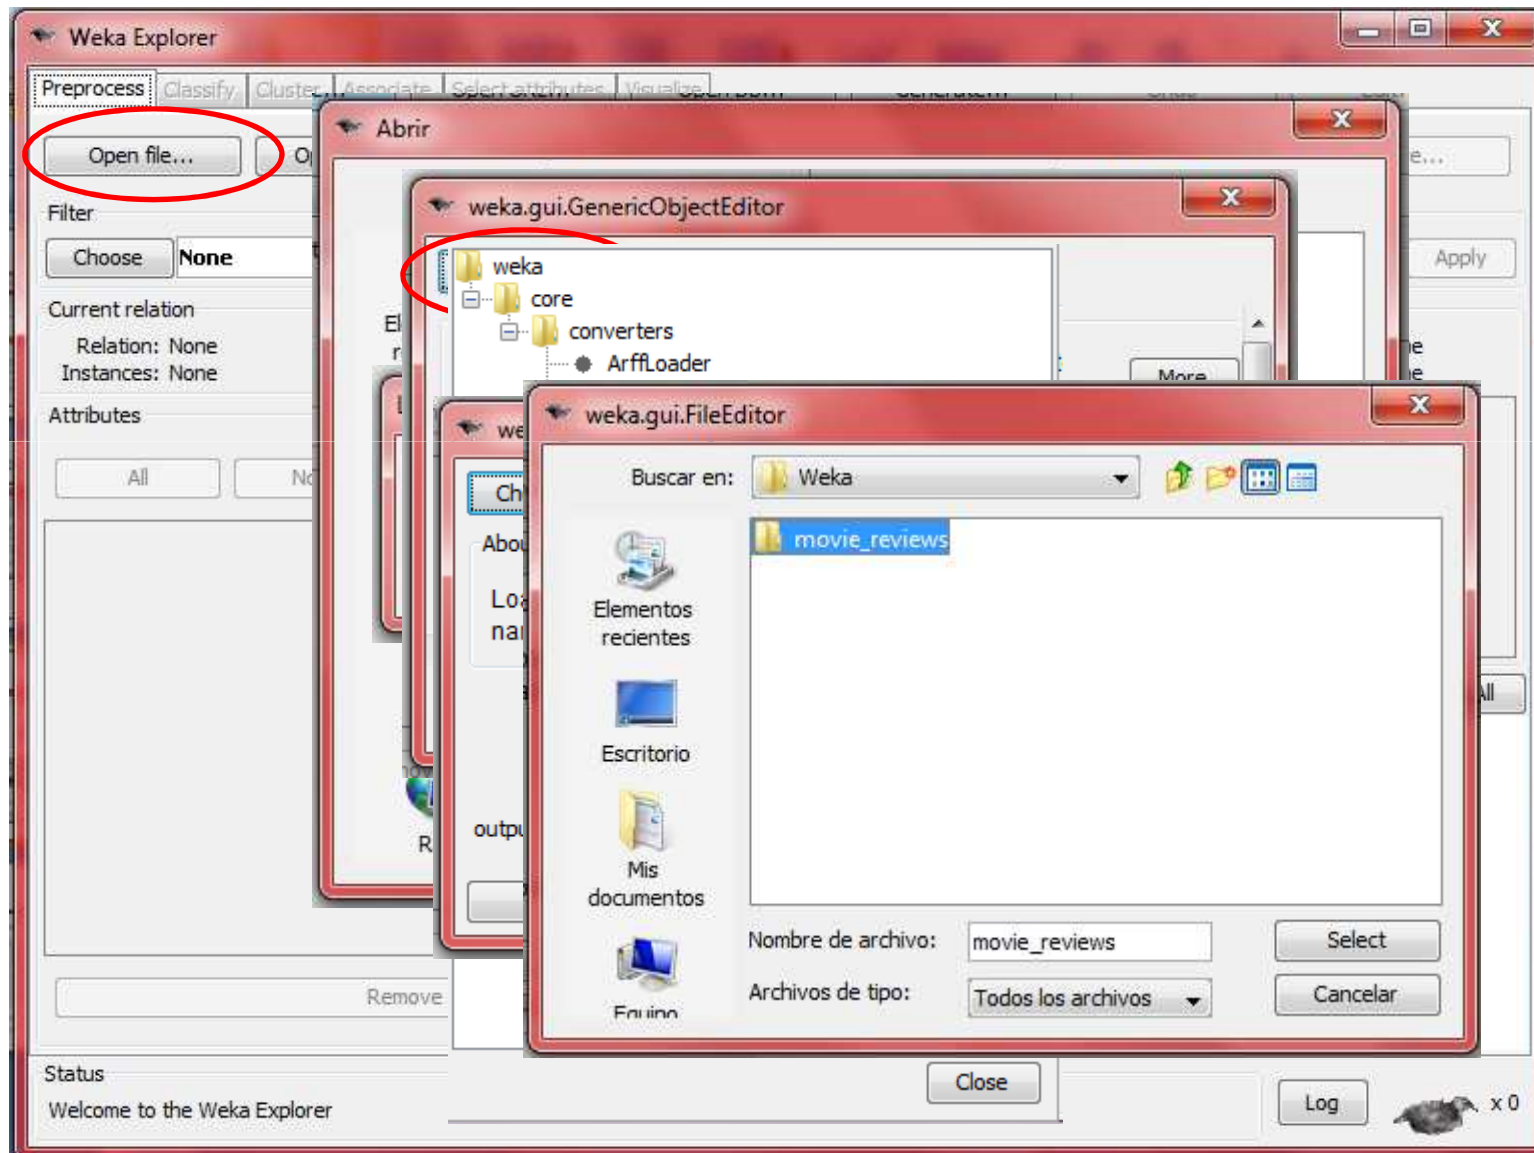 Weka Explorer
Preprocess Classify Cluster Associate Select attributes Visualize
Open file...
Filter
Choose None
Apply
Current relation
Relation: None
Instances: None
Attributes
All
Remove
Status
Welcome to the Weka Explorer
Log
x 0
Abrir
weka.gui.GenericObjectEditor
weka
core
converters
ArffLoader
More
Close
weka.gui.FileEditor
Buscar en: Weka
movie_reviews
Elementos
recientes
Escritorio
Mis
documentos
Equipo
Nombre de archivo: movie_reviews
Select
Archivos de tipo: Todos los archivos
Cancelar